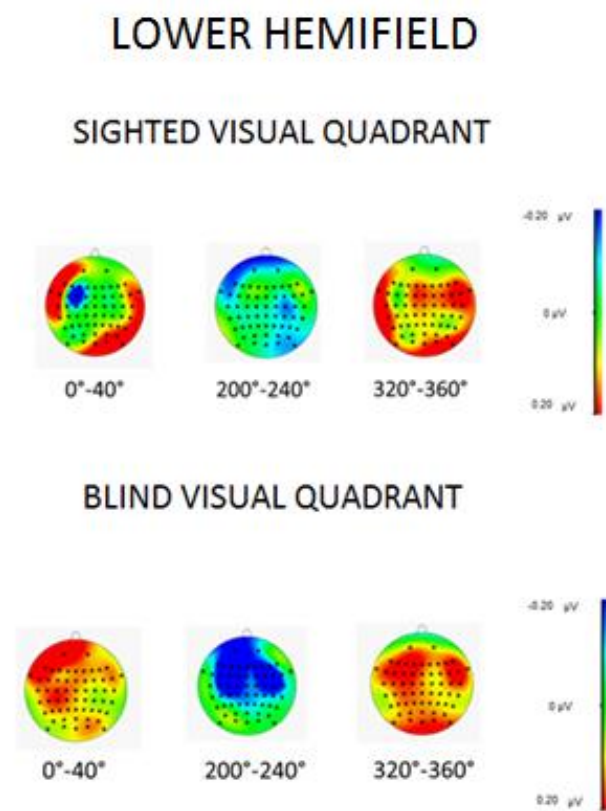 LOWER HEMIFIELD
SIGHTED VISUAL QUADRANT
-0.20 µV
0 µV
0.20 µV
0°-40° 200°-240° 320°-360°
BLIND VISUAL QUADRANT
-0.20 µV
0 µV
0.20 µV
0°-40° 200°-240° 320°-360°